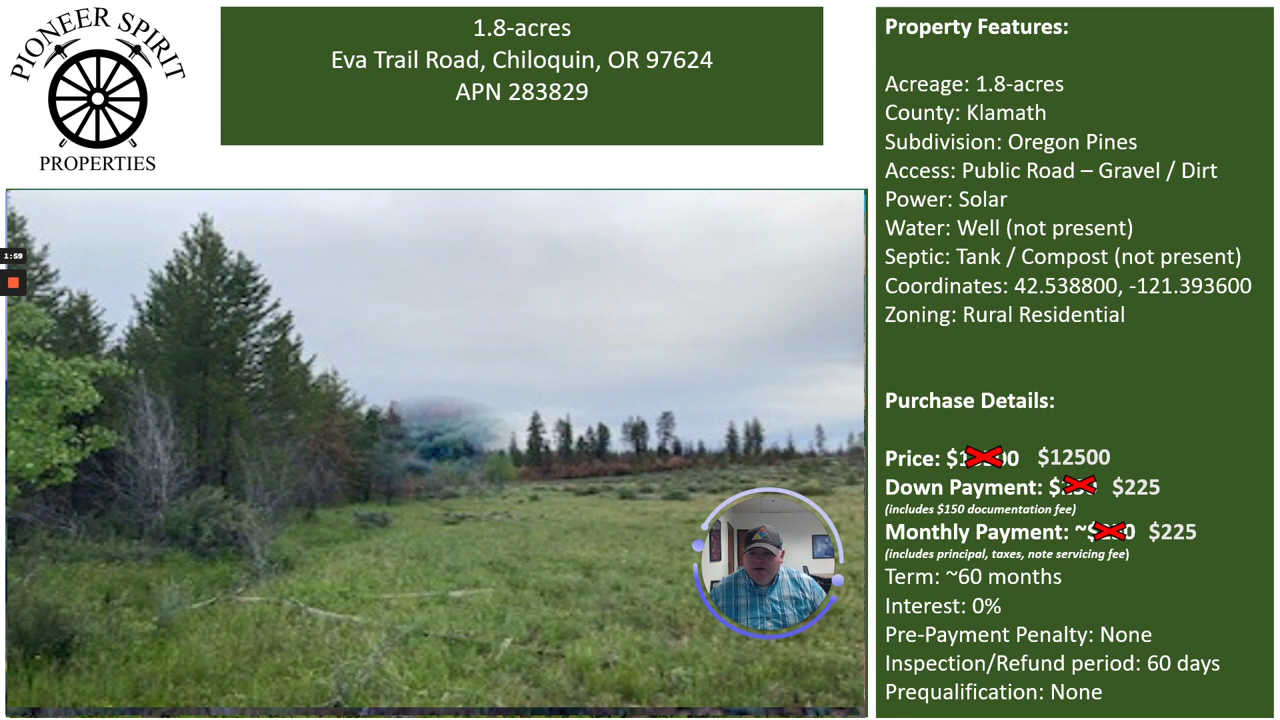 PIONEER SPIRIT
PROPERTIES
1.8-acres
Eva Trail Road, Chiloquin, OR 97624
APN 283829
1:59
Property Features:
Acreage: 1.8-acres
County: Klamath
Subdivision: Oregon Pines
Access: Public Road – Gravel / Dirt
Power: Solar
Water: Well (not present)
Septic: Tank / Compost (not present)
Coordinates: 42.538800, -121.393600
Zoning: Rural Residential
Purchase Details:
Price: $12500
Down Payment: $225
(includes $150 documentation fee)
Monthly Payment: $225
(includes principal, taxes, note servicing fee)
Term: ~60 months
Interest: 0%
Pre-Payment Penalty: None
Inspection/Refund period: 60 days
Prequalification: None